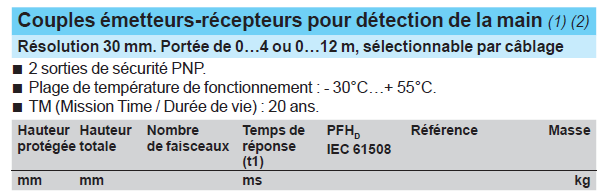 Couples émetteurs-récepteurs pour détection de la main (1) (2)
Résolution 30 mm. Portée de 0…4 ou 0…12 m, sélectionnable par câblage
■ 2 sorties de sécurité PNP.
■ Plage de température de fonctionnement : - 30°C…+ 55°C.
■ TM (Mission Time / Durée de vie) : 20 ans.
Hauteur Hauteur Nombre Temps de PFHD Référence Masse
protégée totale de faisceaux réponse IEC 61508
(t1)
mm mm ms kg